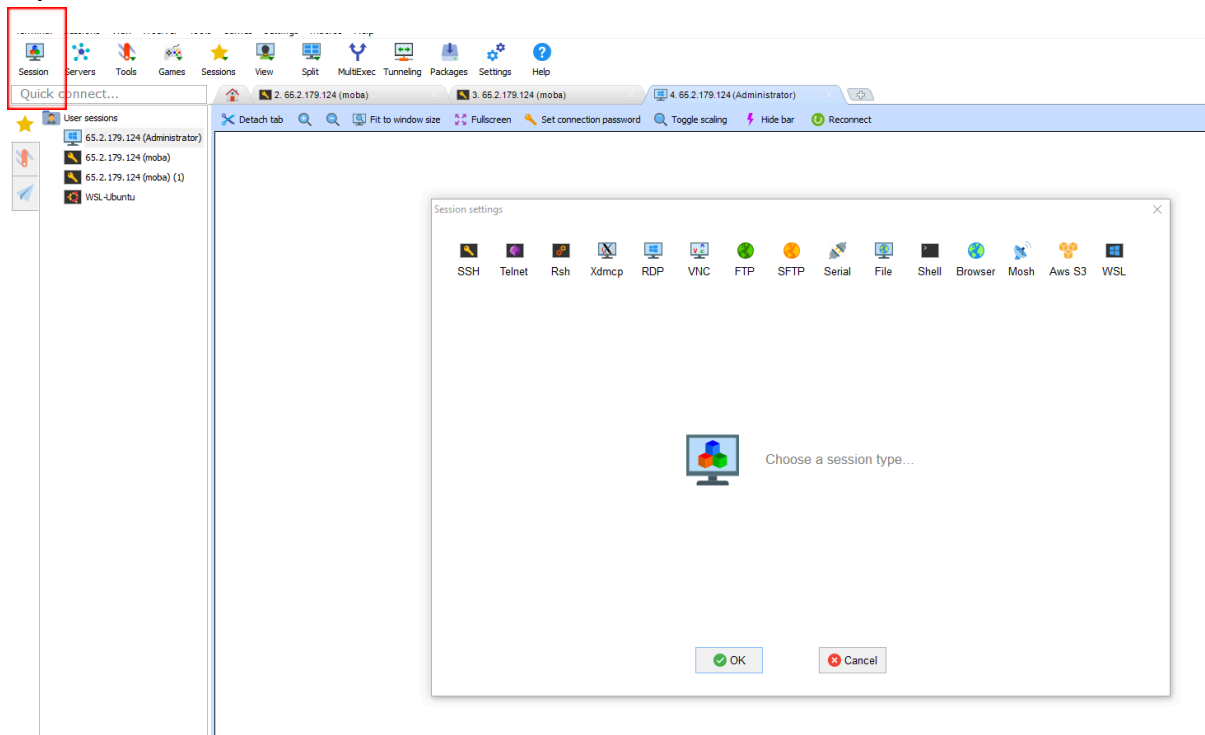 Session Servers Tools Games Sessions View Split MultiExec Tunneling Packages Settings Help
Quick connect...
2. 65.2.179.124 (moba)
3. 65.2.179.124 (moba)
4. 65.2.179.124 (Administrator)
Detach tab Fit to window size Fullscreen Set connection password Toggle scaling Hide bar Reconnect
User sessions
65.2.179.124 (Administrator)
65.2.179.124 (moba)
65.2.179.124 (moba) (1)
WSL-Ubuntu
Session settings
SSH Telnet Rsh Xdmcp RDP VNC FTP SFTP Serial File Shell Browser Mosh Aws S3 WSL
Choose a session type...
OK Cancel